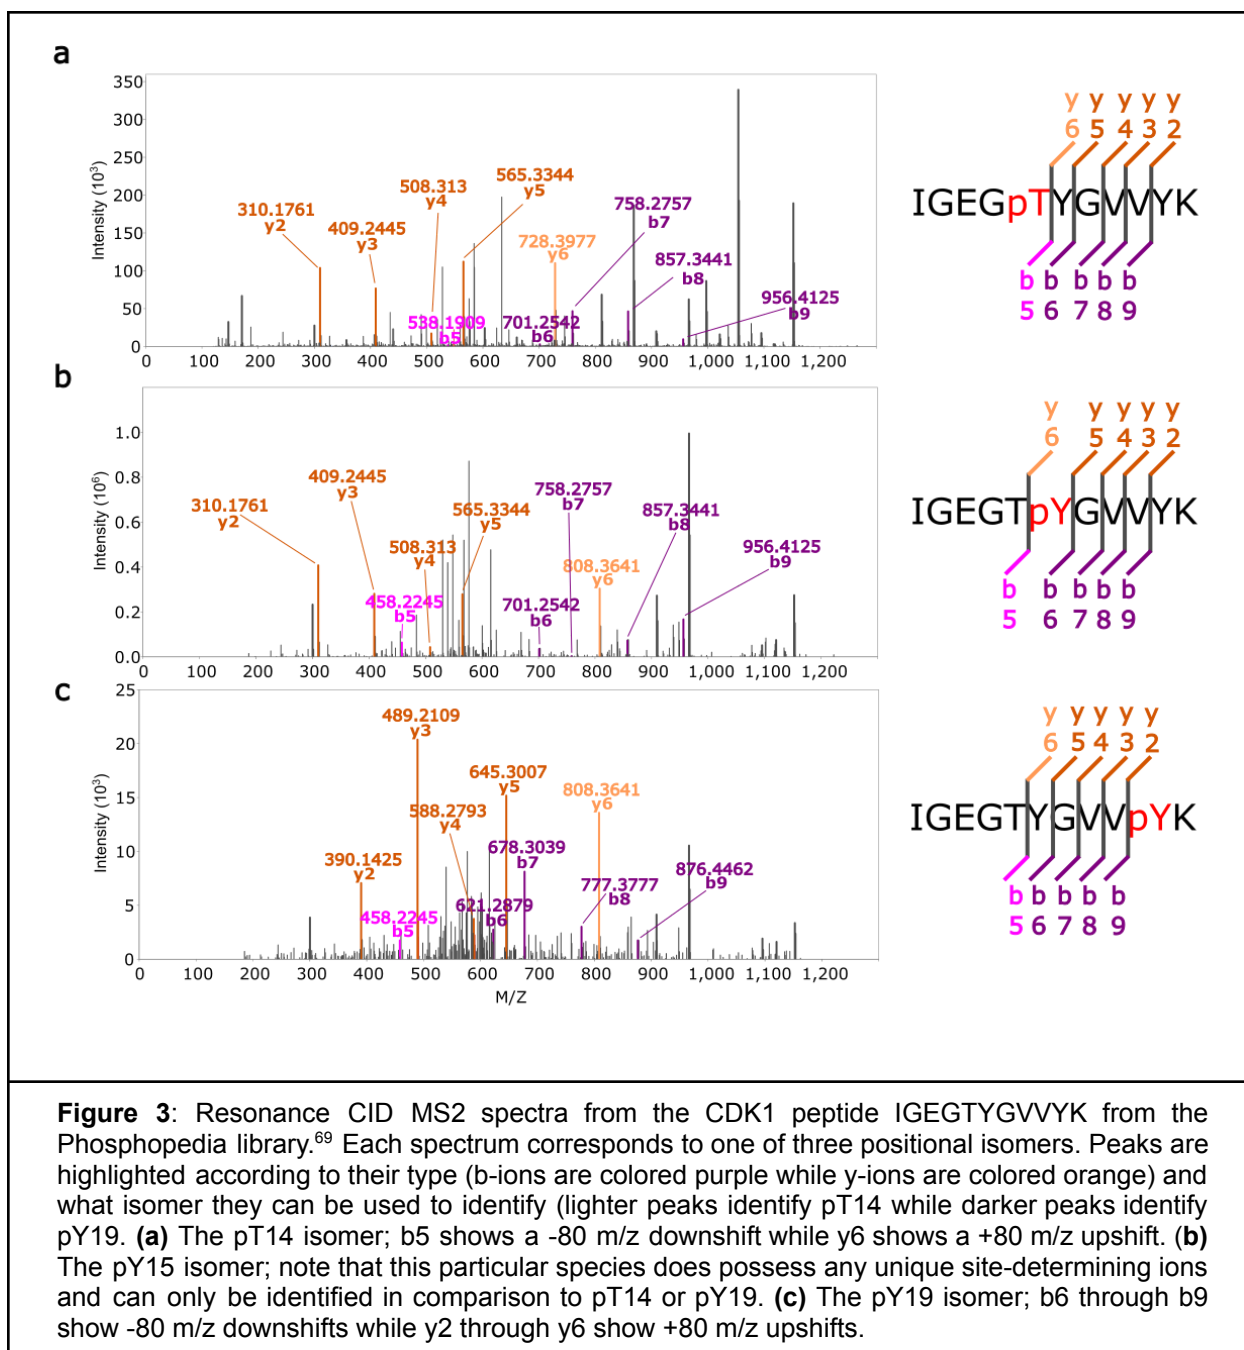 a
350
300
250
200
150
100
50
0
Intensity (10³)
0 100 200 300 400 500 600 700 800 900 1,000 1,100 1,200
310.1761
y2
409.2445
y3
508.313
y4
565.3344
y5
538.1909
b5
728.3977
y6
701.2542
b6
758.2757
b7
857.3441
b8
956.4125
b9
y y y y y
6 5 4 3 2
IGEGpTYGVVYK
b b b b b
5 6 7 8 9
b
1.0
0.8
0.6
0.4
0.2
0.0
Intensity (10⁶)
0 100 200 300 400 500 600 700 800 900 1,000 1,100 1,200
310.1761
y2
409.2445
y3
458.2245
b5
508.313
y4
565.3344
y5
758.2757
b7
701.2542
b6
808.3641
y6
857.3441
b8
956.4125
b9
y y y y y
6 5 4 3 2
IGEGTpYGVVYK
b b b b b
5 6 7 8 9
c
25
20
15
10
5
0
Intensity (10³)
0 100 200 300 400 500 600 700 800 900 1,000 1,100 1,200
M/Z
390.1425
y2
489.2109
y3
458.2245
b5
588.2793
y4
645.3007
y5
621.2879
b6
678.3039
b7
808.3641
y6
777.3777
b8
876.4462
b9
y y y y y
6 5 4 3 2
IGEGTYGVVpYK
b b b b b
5 6 7 8 9
Figure 3: Resonance CID MS2 spectra from the CDK1 peptide IGEGTYGVVYK from the
Phosphopedia library.⁶⁹ Each spectrum corresponds to one of three positional isomers. Peaks are
highlighted according to their type (b-ions are colored purple while y-ions are colored orange) and
what isomer they can be used to identify (lighter peaks identify pT14 while darker peaks identify
pY19. (a) The pT14 isomer; b5 shows a -80 m/z downshift while y6 shows a +80 m/z upshift. (b)
The pY15 isomer; note that this particular species does possess any unique site-determining ions
and can only be identified in comparison to pT14 or pY19. (c) The pY19 isomer; b6 through b9
show -80 m/z downshifts while y2 through y6 show +80 m/z upshifts.